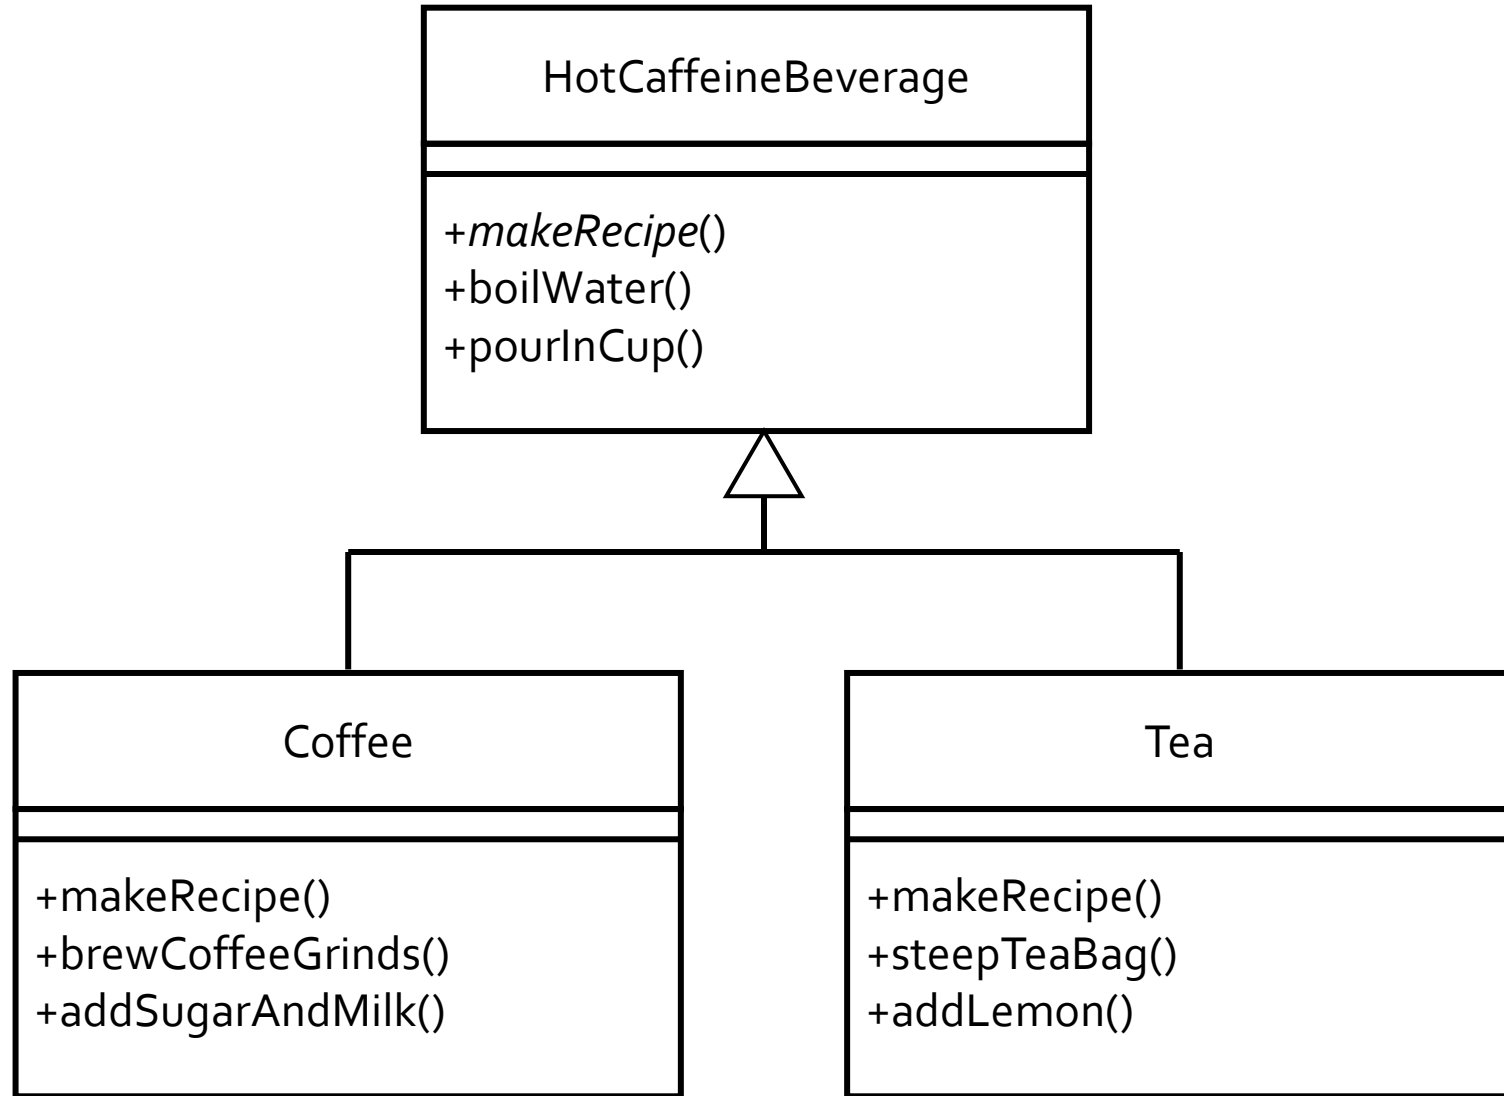 HotCaffeineBeverage
+makeRecipe()
+boilWater()
+pourInCup()
Coffee
+makeRecipe()
+brewCoffeeGrinds()
+addSugarAndMilk()
Tea
+makeRecipe()
+steepTeaBag()
+addLemon()